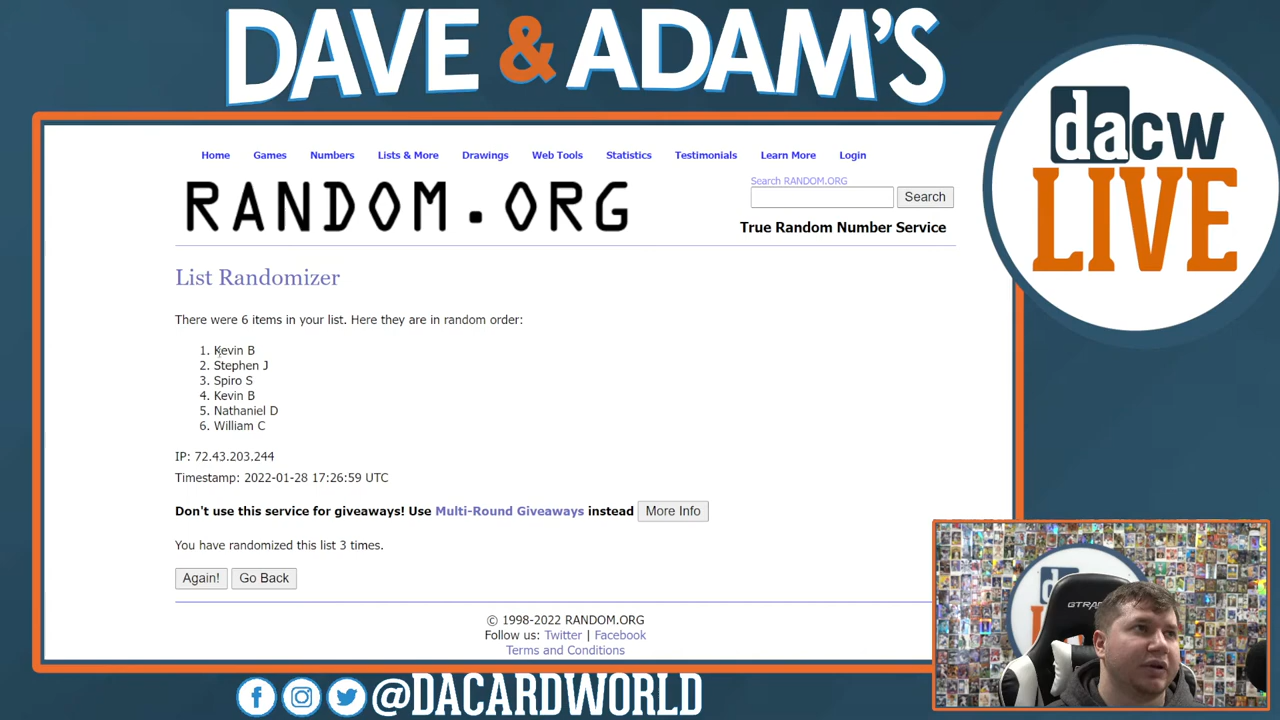 DAVE & ADAM'S
dacw
LIVE
Home Games Numbers Lists & More Drawings Web Tools Statistics Testimonials Learn More Login
RANDOM.ORG
Search RANDOM.ORG
Search
True Random Number Service
List Randomizer
There were 6 items in your list. Here they are in random order:
1. Kevin B
2. Stephen J
3. Spiro S
4. Kevin B
5. Nathaniel D
6. William C
IP: 72.43.203.244
Timestamp: 2022-01-28 17:26:59 UTC
Don't use this service for giveaways! Use Multi-Round Giveaways instead More Info
You have randomized this list 3 times.
Again! Go Back
© 1998-2022 RANDOM.ORG
Follow us: Twitter | Facebook
Terms and Conditions
@DACARDWORLD